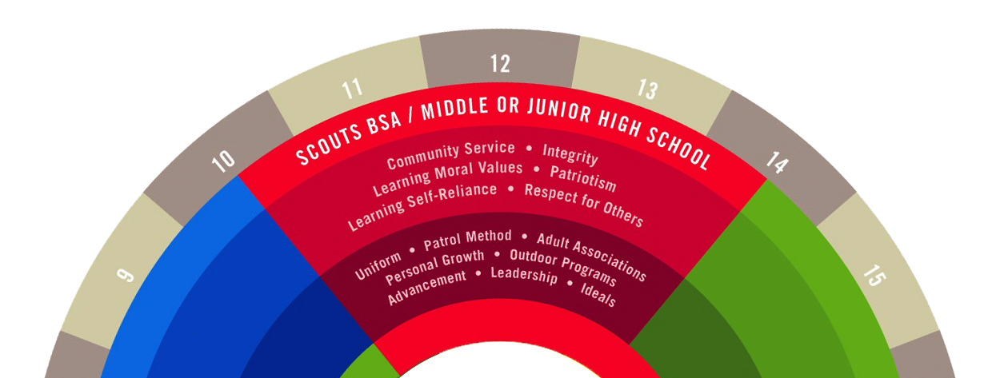 9
10
11
12
13
14
15
SCOUTS BSA / MIDDLE OR JUNIOR HIGH SCHOOL
Community Service • Integrity
Learning Moral Values • Patriotism
Learning Self-Reliance • Respect for Others
Uniform • Patrol Method • Adult Associations
Personal Growth • Outdoor Programs
Advancement • Leadership • Ideals